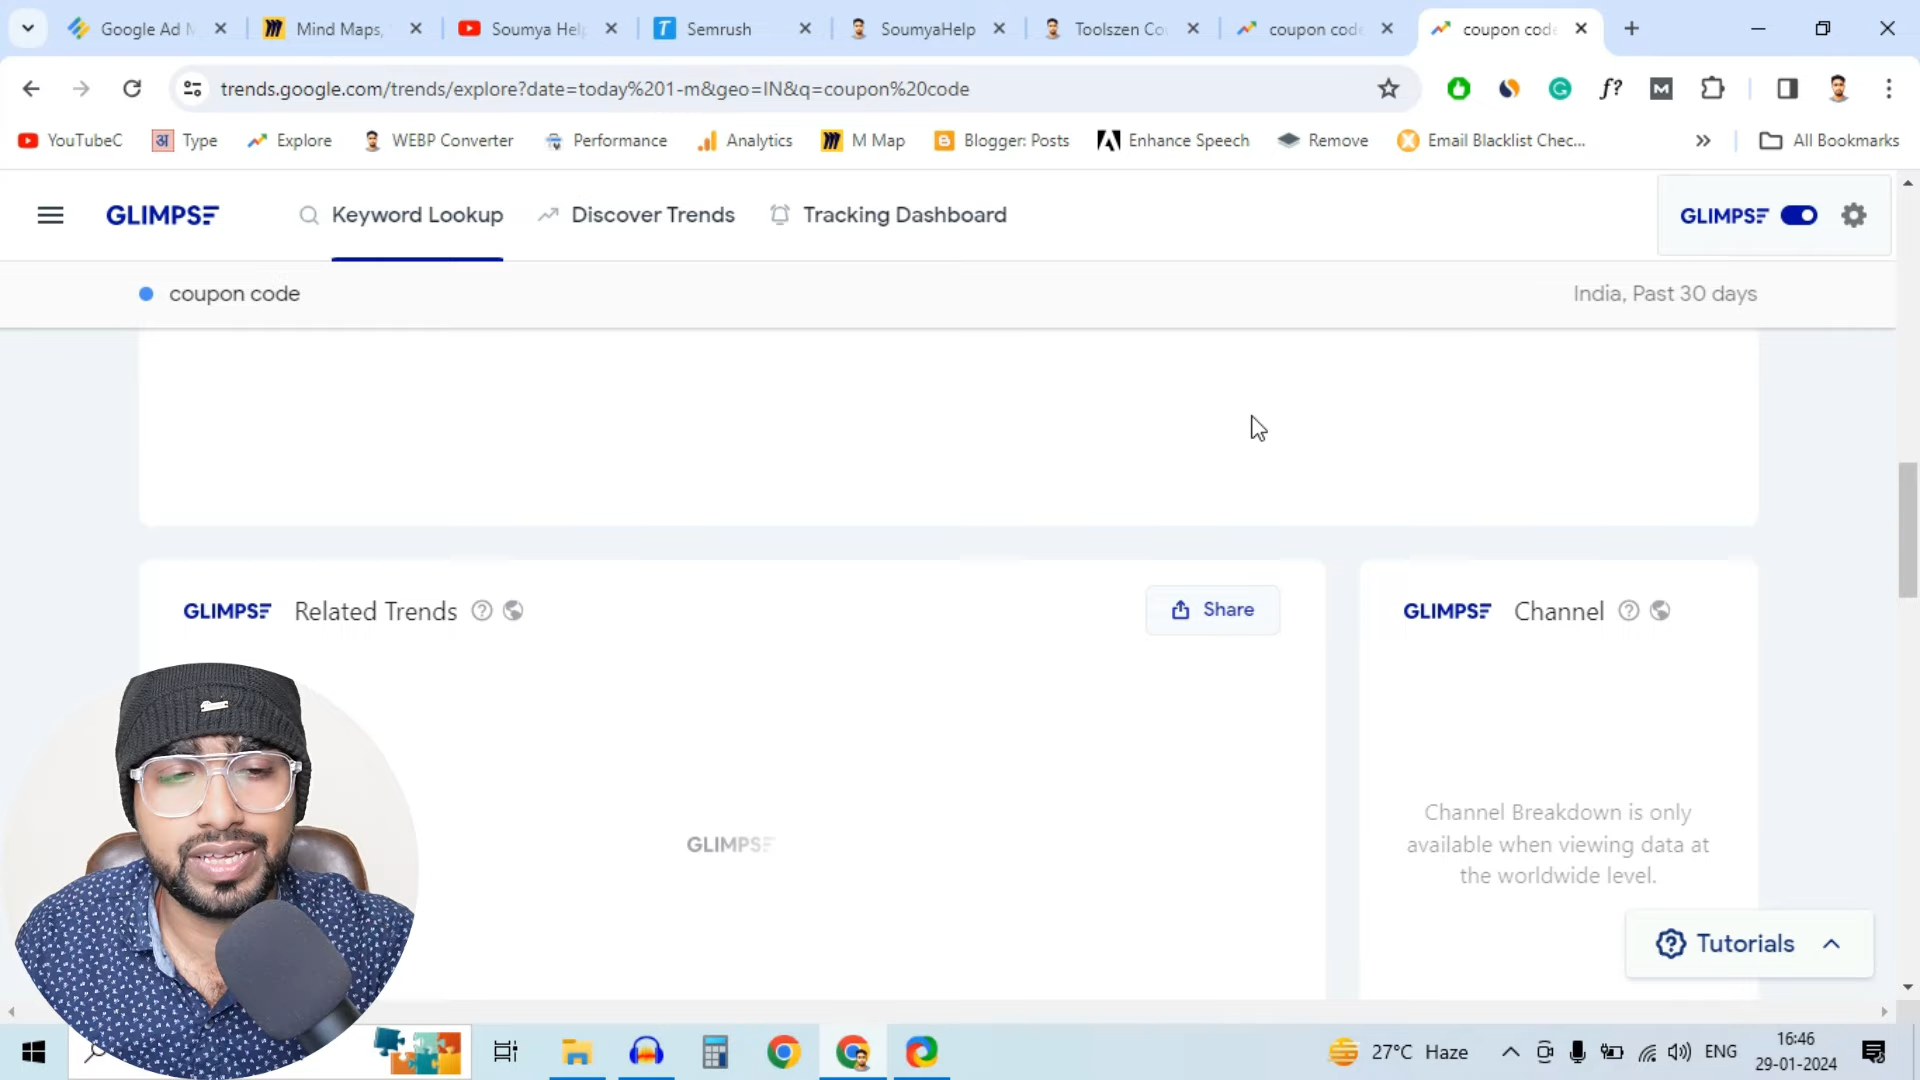 Google Ad M
Mind Maps,
Soumya Hel
Semrush
SoumyaHelp
Toolszen Co
coupon code
coupon code
trends.google.com/trends/explore?date=today%201-m&geo=IN&q=coupon%20code
YouTubeC
अ Type
Explore
WEBP Converter
Performance
Analytics
M Map
Blogger: Posts
Enhance Speech
Remove
Email Blacklist Chec...
All Bookmarks
GLIMPSE
Keyword Lookup
Discover Trends
Tracking Dashboard
GLIMPSE
coupon code
India, Past 30 days
GLIMPSE Related Trends
Share
GLIMPSE Channel
GLIMPSE
Channel Breakdown is only
available when viewing data at
the worldwide level.
Tutorials
27°C Haze
ENG
16:46
29-01-2024